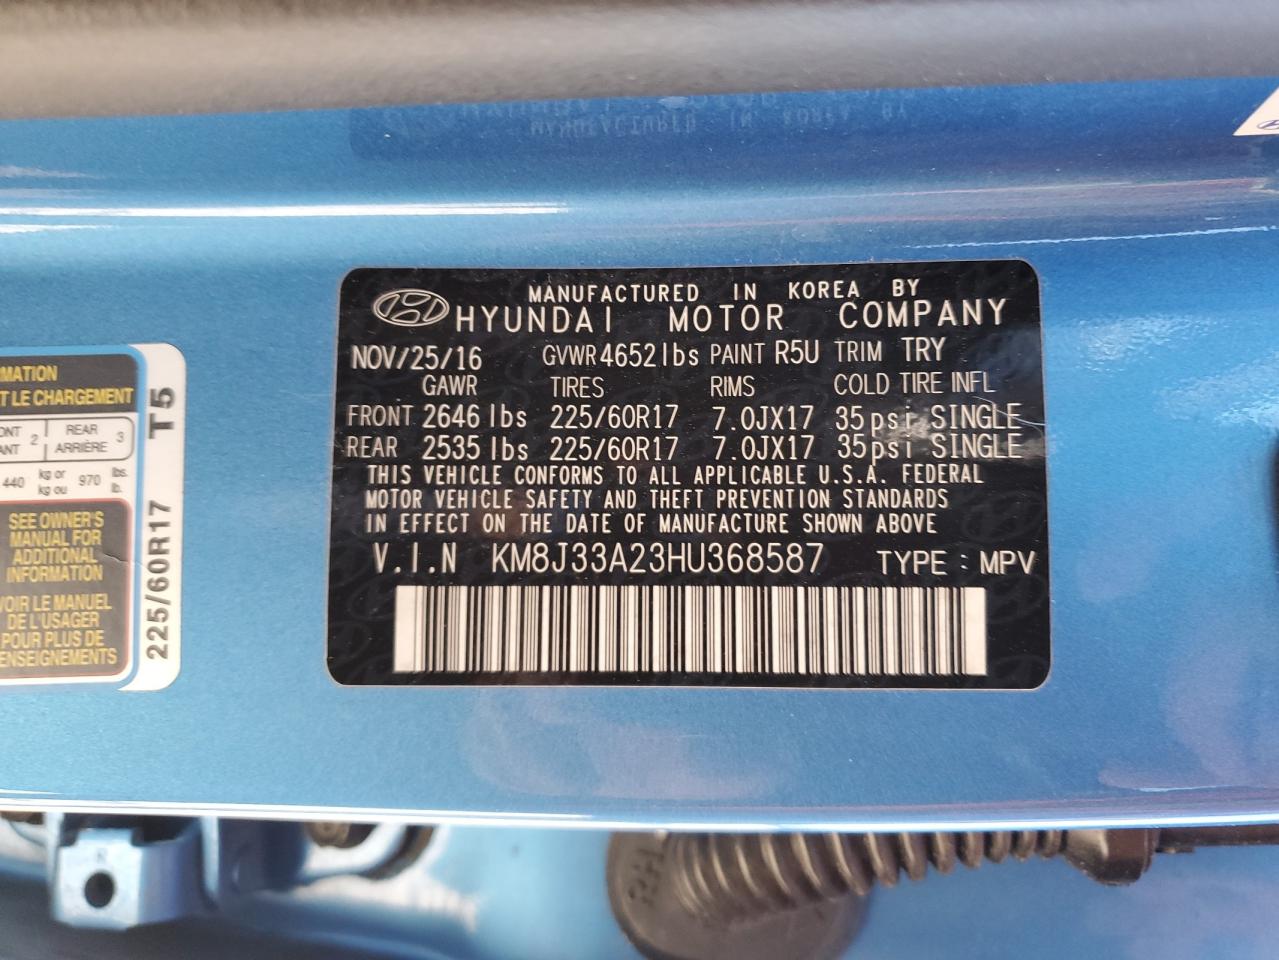 MANUFACTURED IN KOREA BY
HYUNDAI MOTOR COMPANY
NOV/25/16 GVWR 4652lbs PAINT R5U TRIM TRY
GAWR TIRES RIMS COLD TIRE INFL
FRONT 2646 lbs 225/60R17 7.0JX17 35psi SINGLE
REAR 2535 lbs 225/60R17 7.0JX17 35psi SINGLE
THIS VEHICLE CONFORMS TO ALL APPLICABLE U.S.A. FEDERAL
MOTOR VEHICLE SAFETY AND THEFT PREVENTION STANDARDS
IN EFFECT ON THE DATE OF MANUFACTURE SHOWN ABOVE
V.I.N KM8J33A23HU368587 TYPE : MPV
LE CHARGEMENT
2 REAR 3
ARRIÈRE
440 kg or 970 lbs.
kg ou lb.
SEE OWNER'S
MANUAL FOR
ADDITIONAL
INFORMATION
VOIR LE MANUEL
DE L'USAGER
POUR PLUS DE
225/60R17 T5